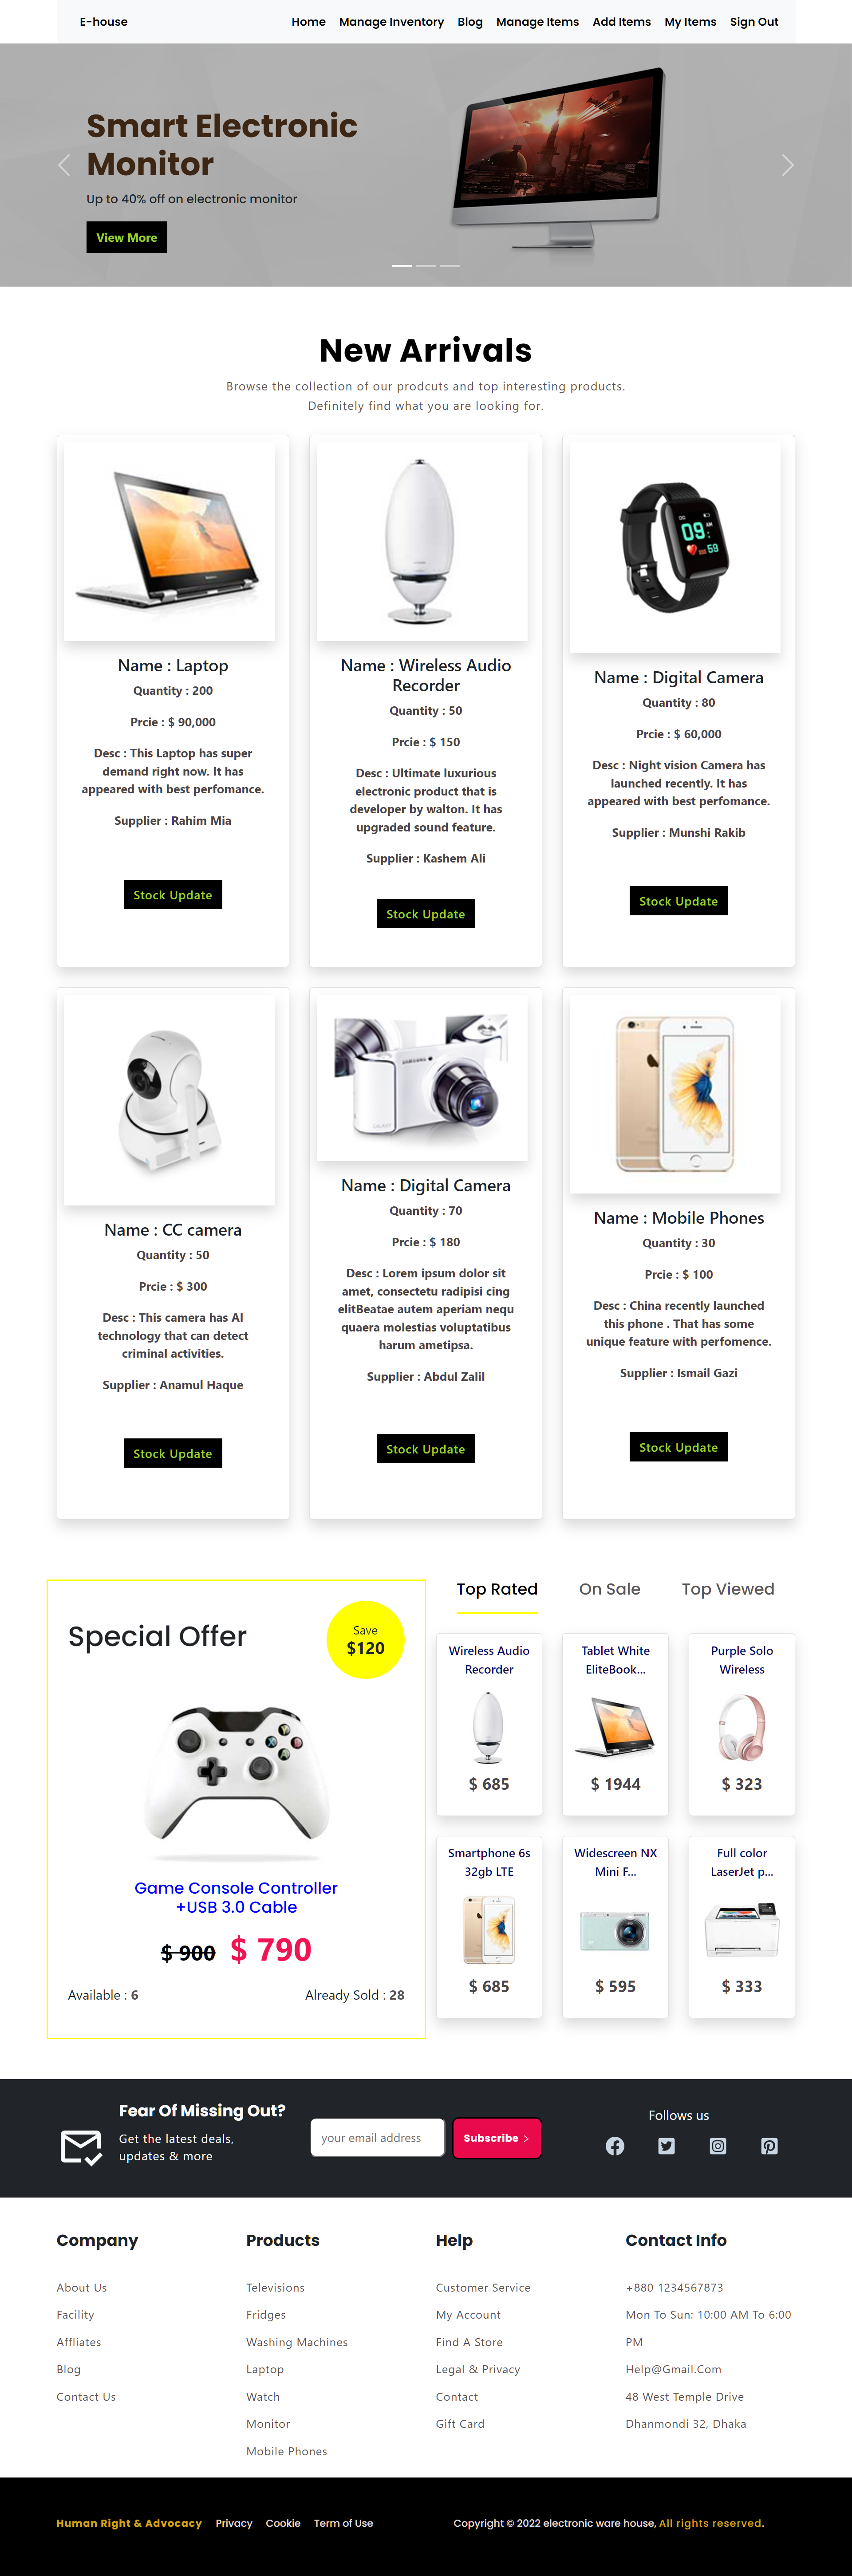 E-house
Home Manage Inventory Blog Manage Items Add Items My Items Sign Out
Smart Electronic
Monitor
Up to 40% off on electronic monitor
View More
New Arrivals
Browse the collection of our prodcuts and top interesting products.
Definitely find what you are looking for.
Name : Laptop
Quantity : 200
Prcie : $ 90,000
Desc : This Laptop has super
demand right now. It has
appeared with best perfomance.
Supplier : Rahim Mia
Stock Update
Name : Wireless Audio
Recorder
Quantity : 50
Prcie : $ 150
Desc : Ultimate luxurious
electronic product that is
developer by walton. It has
upgraded sound feature.
Supplier : Kashem Ali
Stock Update
09 AM
59
Name : Digital Camera
Quantity : 80
Prcie : $ 60,000
Desc : Night vision Camera has
launched recently. It has
appeared with best perfomance.
Supplier : Munshi Rakib
Stock Update
Name : CC camera
Quantity : 50
Prcie : $ 300
Desc : This camera has AI
technology that can detect
criminal activities.
Supplier : Anamul Haque
Stock Update
SAMSUNG
Name : Digital Camera
Quantity : 70
Prcie : $ 180
Desc : Lorem ipsum dolor sit
amet, consectetu radipisi cing
elitBeatae autem aperiam nequ
quaera molestias voluptatibus
harum ametipsa.
Supplier : Abdul Zalil
Stock Update
Name : Mobile Phones
Quantity : 30
Prcie : $ 100
Desc : China recently launched
this phone . That has some
unique feature with perfomence.
Supplier : Ismail Gazi
Stock Update
Special Offer
Save
$120
Game Console Controller
+USB 3.0 Cable
$ 900 $ 790
Available : 6
Already Sold : 28
Top Rated On Sale Top Viewed
Wireless Audio
Recorder
$ 685
Tablet White
EliteBook...
$ 1944
Purple Solo
Wireless
$ 323
Smartphone 6s
32gb LTE
$ 685
Widescreen NX
Mini F...
$ 595
Full color
LaserJet p...
$ 333
Fear Of Missing Out?
Get the latest deals,
updates & more
your email address
Subscribe >
Follows us
Company
About Us
Facility
Affliates
Blog
Contact Us
Products
Televisions
Fridges
Washing Machines
Laptop
Watch
Monitor
Mobile Phones
Help
Customer Service
My Account
Find A Store
Legal & Privacy
Contact
Gift Card
Contact Info
+880 1234567873
Mon To Sun: 10:00 AM To 6:00
PM
Help@Gmail.Com
48 West Temple Drive
Dhanmondi 32, Dhaka
Human Right & Advocacy Privacy Cookie Term of Use
Copyright © 2022 electronic ware house, All rights reserved.